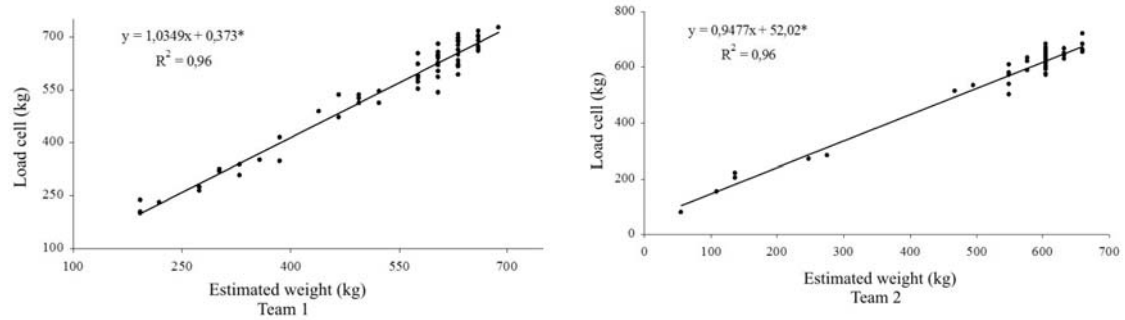 y = 1,0349x + 0,373*
R² = 0,96
Load cell (kg)
700
550
400
250
100
100 250 400 550 700
Estimated weight (kg)
Team 1
y = 0,9477x + 52,02*
R² = 0,96
Load cell (kg)
800
600
400
200
0
0 100 200 300 400 500 600 700
Estimated weight (kg)
Team 2